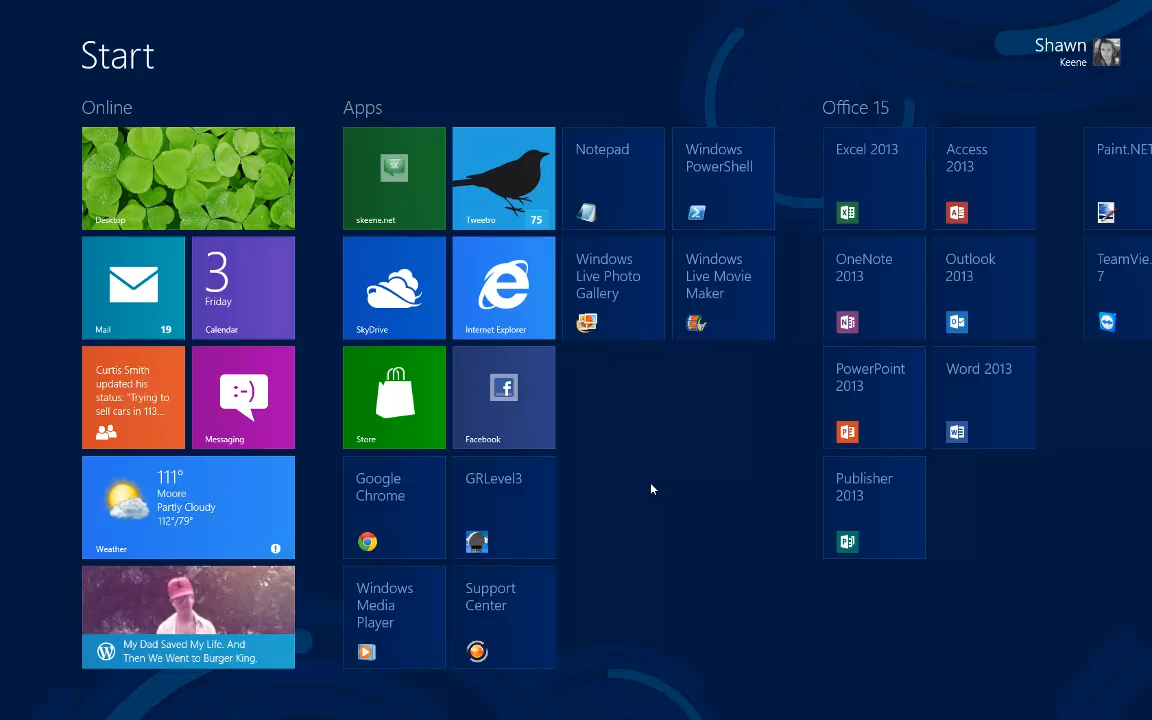 Start
Shawn
Keene
Online
Desktop
Mail
19
3
Friday
Calendar
Curtis Smith
updated his
status: "Trying to
sell cars in 113...
:-)
Messaging
111°
Moore
Partly Cloudy
112°/79°
Weather
My Dad Saved My Life. And
Then We Went to Burger King.
Apps
SK
skeene.net
Tweetro
75
Notepad
Windows
PowerShell
SkyDrive
Internet Explorer
Windows
Live Photo
Gallery
Windows
Live Movie
Maker
Store
Facebook
Google
Chrome
GRLevel3
Windows
Media
Player
Support
Center
Office 15
Excel 2013
Access
2013
OneNote
2013
Outlook
2013
PowerPoint
2013
Word 2013
Publisher
2013
Paint.NET
TeamVie.
7